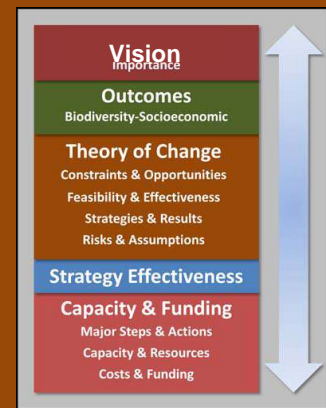 Vision
Importance
Outcomes
Biodiversity-Socioeconomic
Theory of Change
Constraints & Opportunities
Feasibility & Effectiveness
Strategies & Results
Risks & Assumptions
Strategy Effectiveness
Capacity & Funding
Major Steps & Actions
Capacity & Resources
Costs & Funding